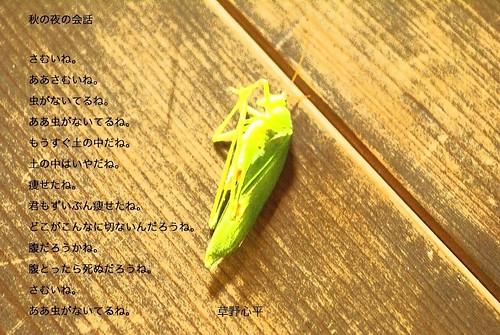 秋の夜の会話
さむいね。
ああさむいね。
虫がないてるね。
ああ虫がないてるね。
もうすぐ土の中だね。
土の中はいやだね。
痩せたね。
君もずいぶん痩せたね。
どこがこんなに切ないんだろうね。
腹だろうかね。
腹とったら死ぬだろうね。
さむいね。
ああ虫がないてるね。
草野心平